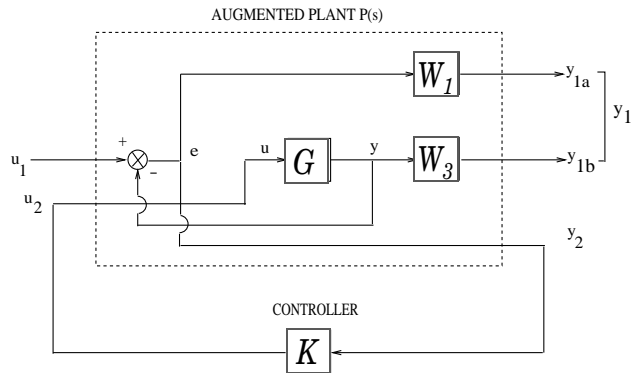 AUGMENTED PLANT P(s)
W1
y1a
y1
+
e
u
y
u1
-
G
W3
y1b
u2
y2
CONTROLLER
K